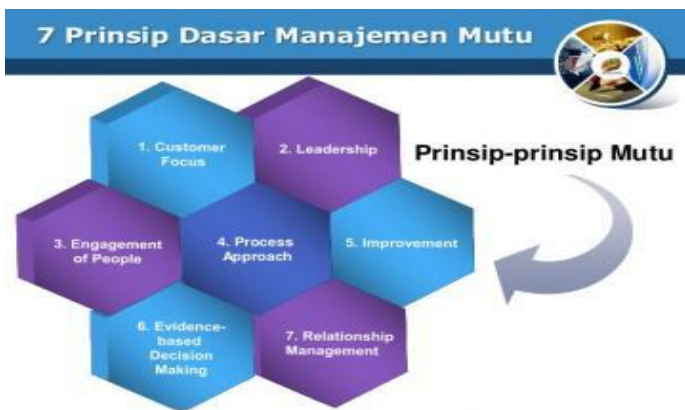 7 Prinsip Dasar Manajemen Mutu
1. Customer
Focus
2. Leadership
Prinsip-prinsip Mutu
3. Engagement
of People
4. Process
Approach
5. Improvement
6. Evidence-
based
Decision
Making
7. Relationship
Management